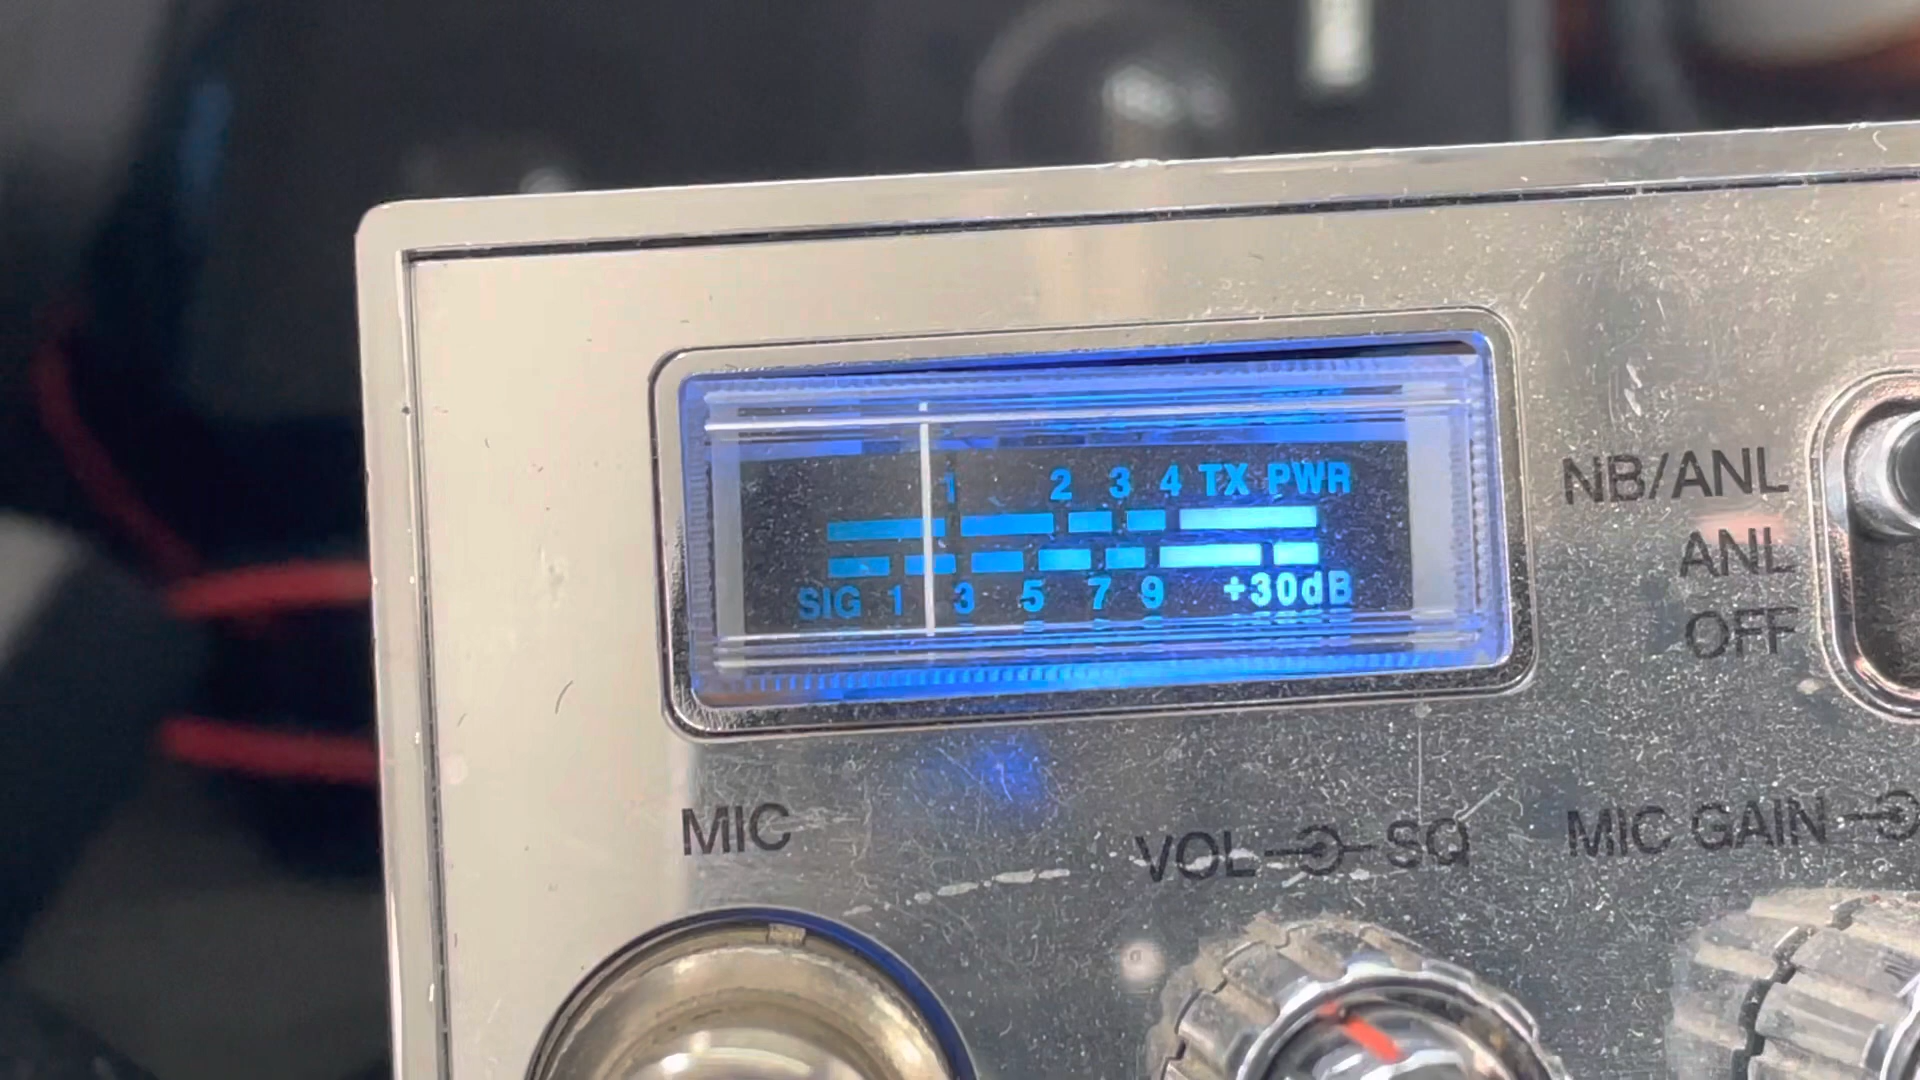 1 2 3 4 TX PWR
SIG 1 3 5 7 9 +30dB
NB/ANL
ANL
OFF
MIC
VOL SQ
MIC GAIN